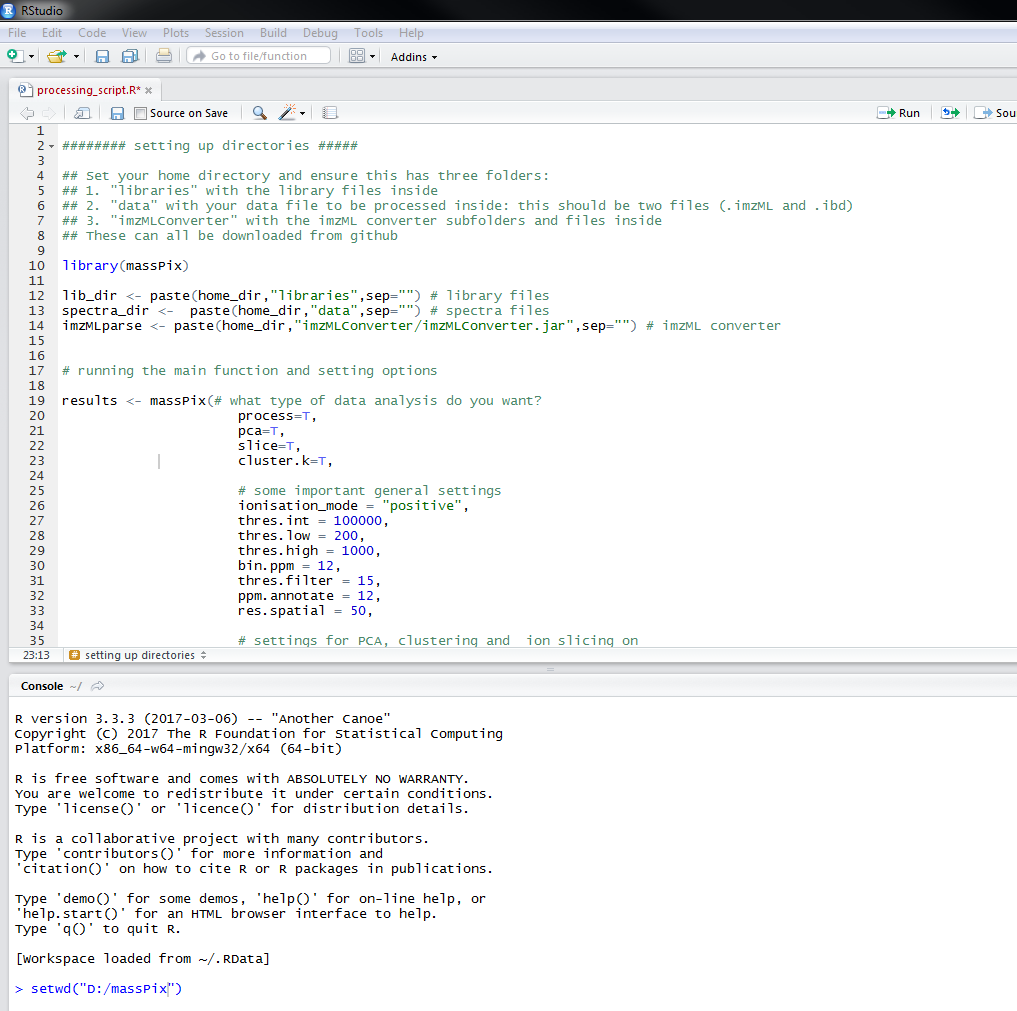 RStudio
File Edit Code View Plots Session Build Debug Tools Help
Go to file/function Addins
processing_script.R*
Source on Save Run Sou
1
2 ######## setting up directories #####
3
4 ## Set your home directory and ensure this has three folders:
5 ## 1. "libraries" with the library files inside
6 ## 2. "data" with your data file to be processed inside: this should be two files (.imzML and .ibd)
7 ## 3. "imzMLConverter" with the imzML converter subfolders and files inside
8 ## These can all be downloaded from github
9
10 library(massPix)
11
12 lib_dir <- paste(home_dir,"libraries",sep="") # library files
13 spectra_dir <-  paste(home_dir,"data",sep="") # spectra files
14 imzMLparse <- paste(home_dir,"imzMLConverter/imzMLConverter.jar",sep="") # imzML converter
15
16
17 # running the main function and setting options
18
19 results <- massPix(# what type of data analysis do you want?
20 process=T,
21 pca=T,
22 slice=T,
23 cluster.k=T,
24
25 # some important general settings
26 ionisation_mode = "positive",
27 thres.int = 100000,
28 thres.low = 200,
29 thres.high = 1000,
30 bin.ppm = 12,
31 thres.filter = 15,
32 ppm.annotate = 12,
33 res.spatial = 50,
34
35 # settings for PCA, clustering and  ion slicing on
23:13 # setting up directories
Console ~/
R version 3.3.3 (2017-03-06) -- "Another Canoe"
Copyright (C) 2017 The R Foundation for Statistical Computing
Platform: x86_64-w64-mingw32/x64 (64-bit)
R is free software and comes with ABSOLUTELY NO WARRANTY.
You are welcome to redistribute it under certain conditions.
Type 'license()' or 'licence()' for distribution details.
R is a collaborative project with many contributors.
Type 'contributors()' for more information and
'citation()' on how to cite R or R packages in publications.
Type 'demo()' for some demos, 'help()' for on-line help, or
'help.start()' for an HTML browser interface to help.
Type 'q()' to quit R.
[Workspace loaded from ~/.RData]
> setwd("D:/massPix")